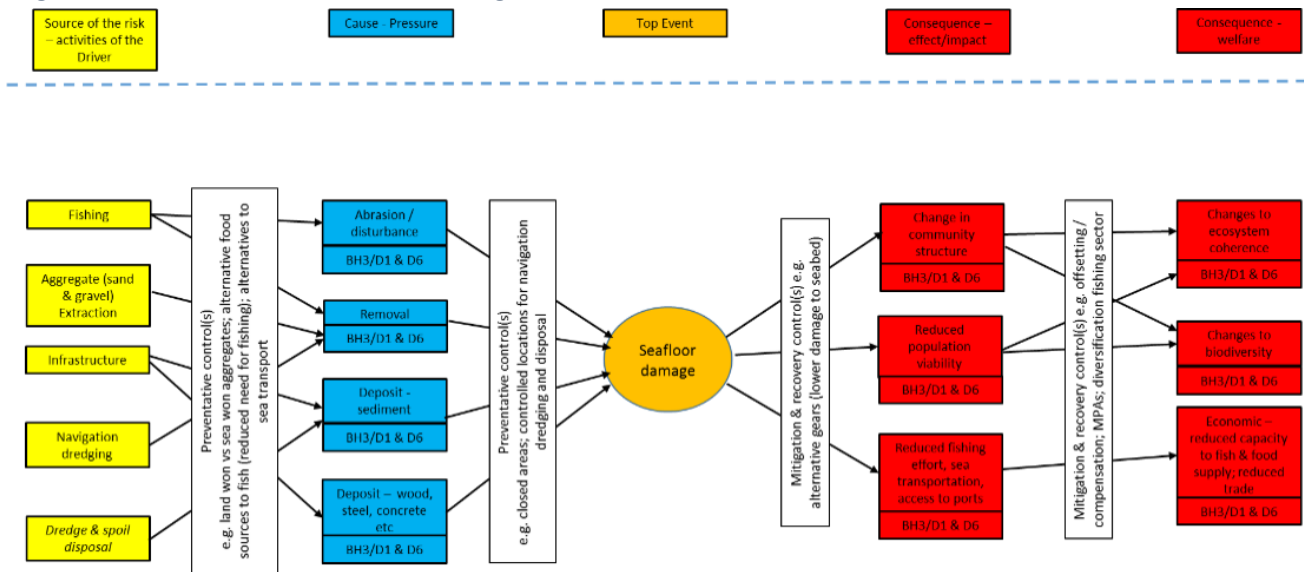 Source of the risk
– activities of the
Driver
Cause - Pressure
Top Event
Consequence –
effect/impact
Consequence -
welfare
Fishing
Aggregate (sand
& gravel)
Extraction
Infrastructure
Navigation
dredging
Dredge & spoil
disposal
Preventative control(s)
e.g. land won vs sea won aggregates; alternative food
sources to fish (reduced need for fishing); alternatives to
sea transport
Abrasion /
disturbance
BH3/D1 & D6
Removal
BH3/D1 & D6
Deposit -
sediment
BH3/D1 & D6
Deposit – wood,
steel, concrete
etc
BH3/D1 & D6
Preventative control(s)
e.g. closed areas; controlled locations for navigation
dredging and disposal
Seafloor
damage
Mitigation & recovery control(s) e.g.
alternative gears (lower damage to seabed)
Change in
community
structure
BH3/D1 & D6
Reduced
population
viability
BH3/D1 & D6
Reduced fishing
effort, sea
transportation,
access to ports
BH3/D1 & D6
Mitigation & recovery control(s) e.g. offsetting /
compensation; MPAs; diversification fishing sector
Changes to
ecosystem
coherence
BH3/D1 & D6
Changes to
biodiversity
BH3/D1 & D6
Economic –
reduced capacity
to fish & food
supply; reduced
trade
BH3/D1 & D6